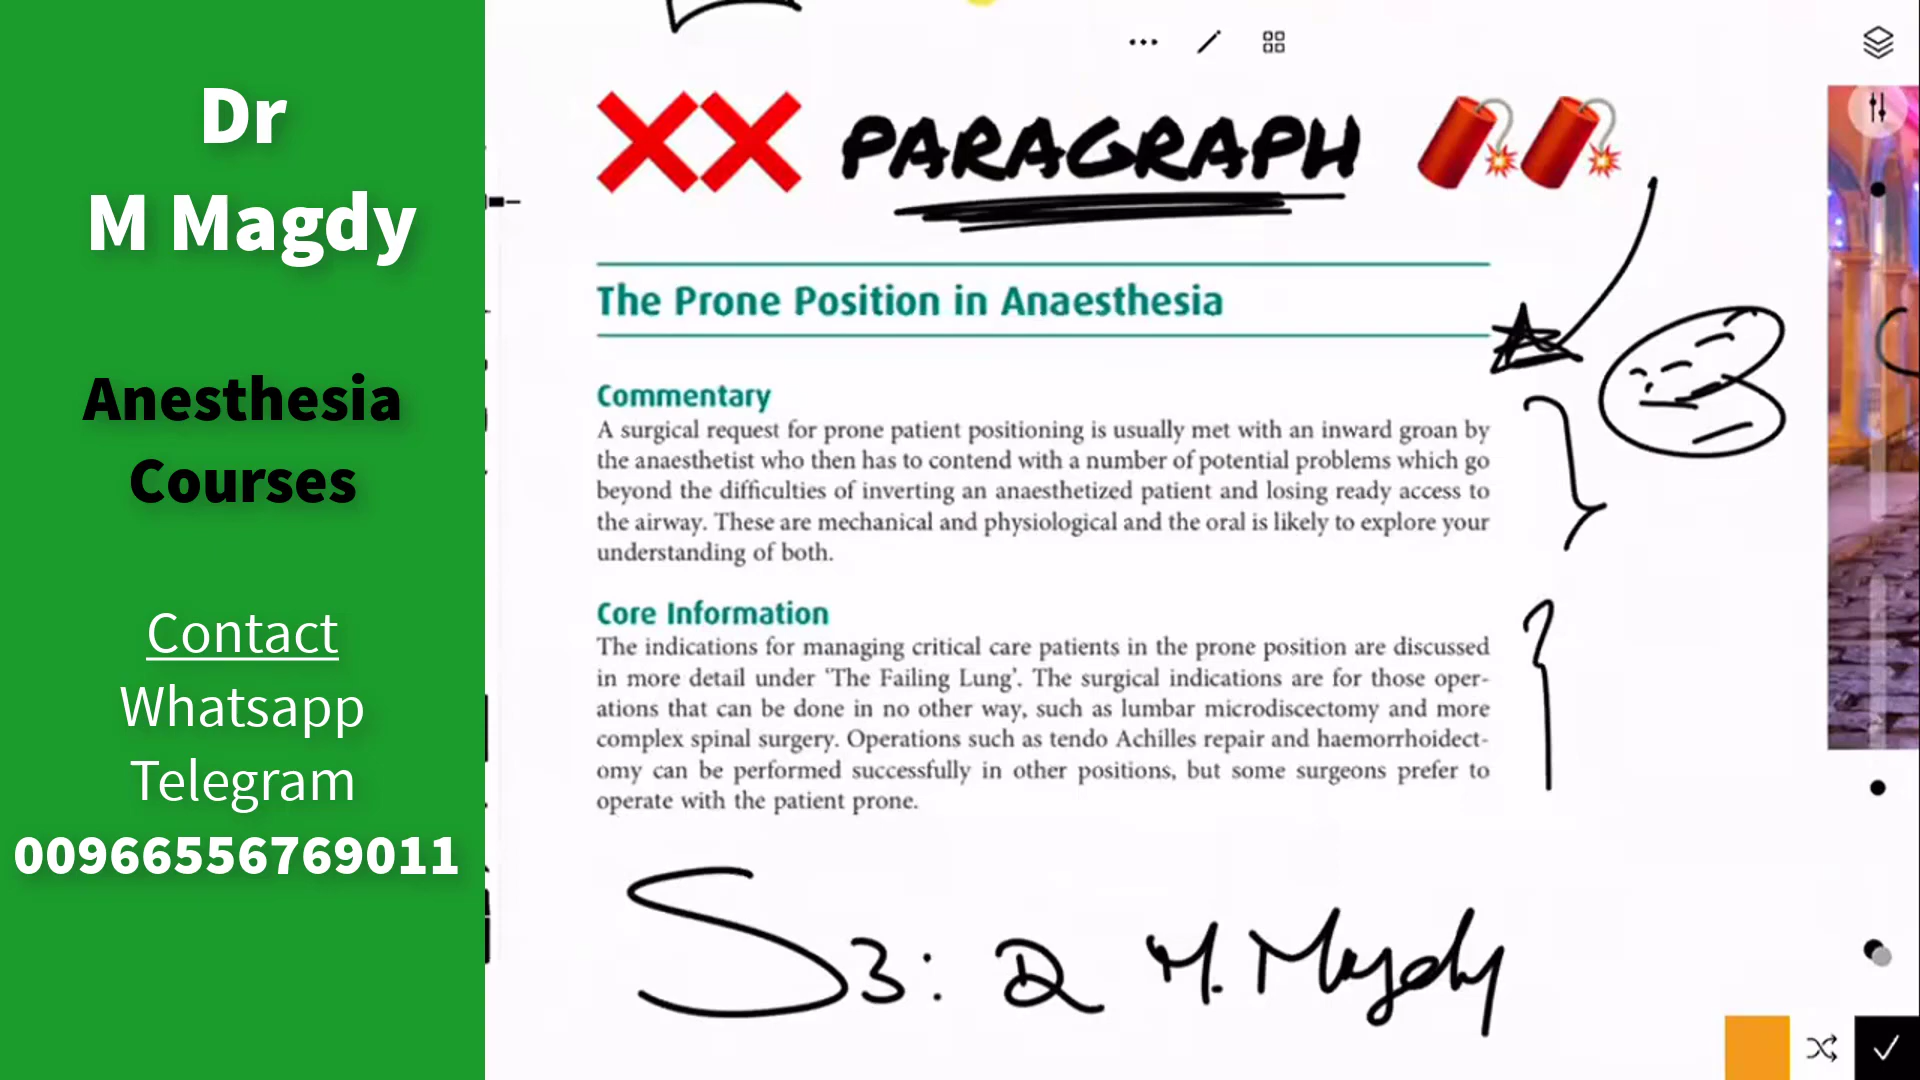 Dr
M Magdy
Anesthesia
Courses
Contact
Whatsapp
Telegram
00966556769011
PARAGRAPH
The Prone Position in Anaesthesia
Commentary
A surgical request for prone patient positioning is usually met with an inward groan by
the anaesthetist who then has to contend with a number of potential problems which go
beyond the difficulties of inverting an anaesthetized patient and losing ready access to
the airway. These are mechanical and physiological and the oral is likely to explore your
understanding of both.
Core Information
The indications for managing critical care patients in the prone position are discussed
in more detail under ‘The Failing Lung’. The surgical indications are for those oper-
ations that can be done in no other way, such as lumbar microdiscectomy and more
complex spinal surgery. Operations such as tendo Achilles repair and haemorrhoidect-
omy can be performed successfully in other positions, but some surgeons prefer to
operate with the patient prone.
S3: D M. Magdy